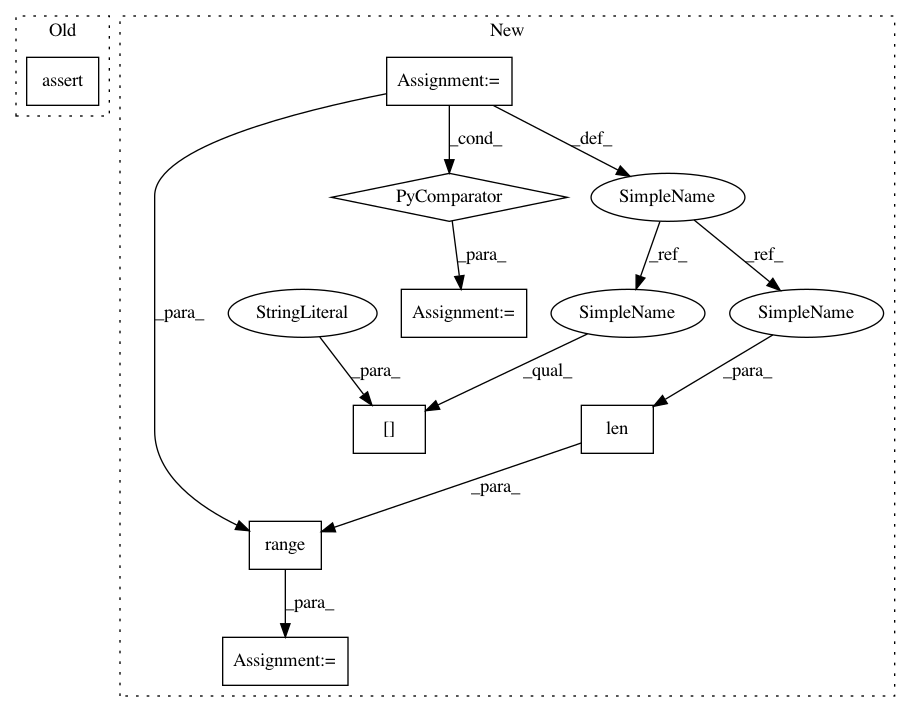 Old
New
assert
Assignment:=
_cond_
_def_
PyComparator
SimpleName
_para_
_ref_
_ref_
_para_
StringLiteral
Assignment:=
SimpleName
SimpleName
_para_
_qual_
_para_
[]
len
_para_
range
_para_
Assignment:=